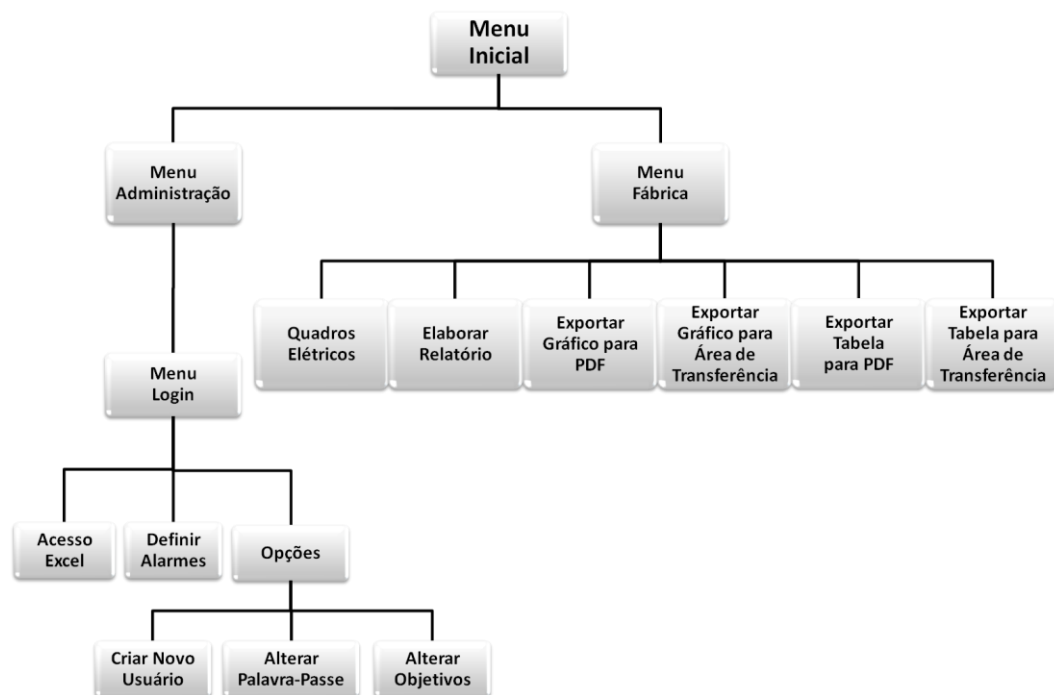 Menu
Inicial
Menu
Administração
Menu
Fábrica
Quadros
Elétricos
Elaborar
Relatório
Exportar
Gráfico para
PDF
Exportar
Gráfico para
Área de
Transferência
Exportar
Tabela
para PDF
Exportar
Tabela para
Área de
Transferência
Menu
Login
Acesso
Excel
Definir
Alarmes
Opções
Criar Novo
Usuário
Alterar
Palavra-Passe
Alterar
Objetivos